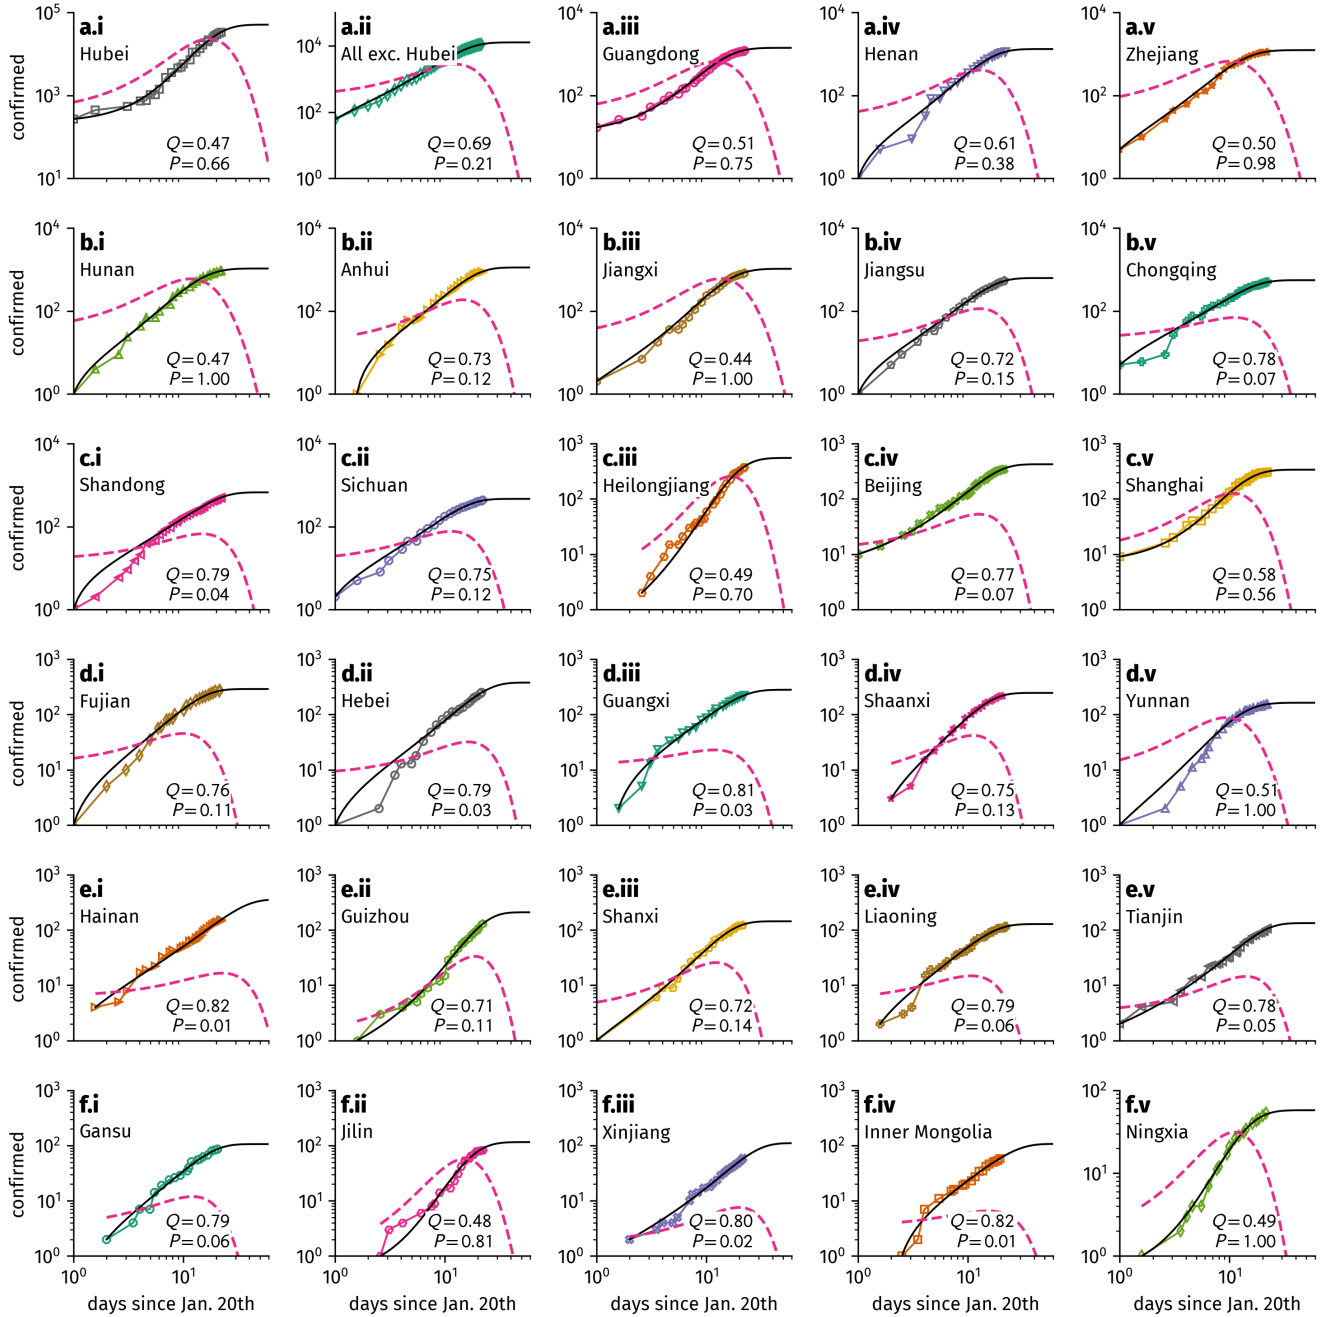 confirmed
10⁵
10³
10¹
a.i
Hubei
Q=0.47
P=0.66
10⁴
10²
10⁰
a.ii
All exc. Hubei
Q=0.69
P=0.21
10⁴
10²
10⁰
a.iii
Guangdong
Q=0.51
P=0.75
10⁴
10²
10⁰
a.iv
Henan
Q=0.61
P=0.38
10⁴
10²
10⁰
a.v
Zhejiang
Q=0.50
P=0.98
confirmed
10⁴
10²
10⁰
b.i
Hunan
Q=0.47
P=1.00
10⁴
10²
10⁰
b.ii
Anhui
Q=0.73
P=0.12
10⁴
10²
10⁰
b.iii
Jiangxi
Q=0.44
P=1.00
10⁴
10²
10⁰
b.iv
Jiangsu
Q=0.72
P=0.15
10⁴
10²
10⁰
b.v
Chongqing
Q=0.78
P=0.07
confirmed
10⁴
10²
10⁰
c.i
Shandong
Q=0.79
P=0.04
10⁴
10²
10⁰
c.ii
Sichuan
Q=0.75
P=0.12
10³
10²
10¹
10⁰
c.iii
Heilongjiang
Q=0.49
P=0.70
10³
10²
10¹
10⁰
c.iv
Beijing
Q=0.77
P=0.07
10³
10²
10¹
10⁰
c.v
Shanghai
Q=0.58
P=0.56
confirmed
10³
10²
10¹
10⁰
d.i
Fujian
Q=0.76
P=0.11
10³
10²
10¹
10⁰
d.ii
Hebei
Q=0.79
P=0.03
10³
10²
10¹
10⁰
d.iii
Guangxi
Q=0.81
P=0.03
10³
10²
10¹
10⁰
d.iv
Shaanxi
Q=0.75
P=0.13
10³
10²
10¹
10⁰
d.v
Yunnan
Q=0.51
P=1.00
confirmed
10³
10²
10¹
10⁰
e.i
Hainan
Q=0.82
P=0.01
10³
10²
10¹
10⁰
e.ii
Guizhou
Q=0.71
P=0.11
10³
10²
10¹
10⁰
e.iii
Shanxi
Q=0.72
P=0.14
10³
10²
10¹
10⁰
e.iv
Liaoning
Q=0.79
P=0.06
10³
10²
10¹
10⁰
e.v
Tianjin
Q=0.78
P=0.05
confirmed
10³
10²
10¹
10⁰
f.i
Gansu
Q=0.79
P=0.06
10⁰
10¹
days since Jan. 20th
10³
10²
10¹
10⁰
f.ii
Jilin
Q=0.48
P=0.81
10⁰
10¹
days since Jan. 20th
10³
10²
10¹
10⁰
f.iii
Xinjiang
Q=0.80
P=0.02
10⁰
10¹
days since Jan. 20th
10³
10²
10¹
10⁰
f.iv
Inner Mongolia
Q=0.82
P=0.01
10⁰
10¹
days since Jan. 20th
10²
10¹
10⁰
f.v
Ningxia
Q=0.49
P=1.00
10⁰
10¹
days since Jan. 20th